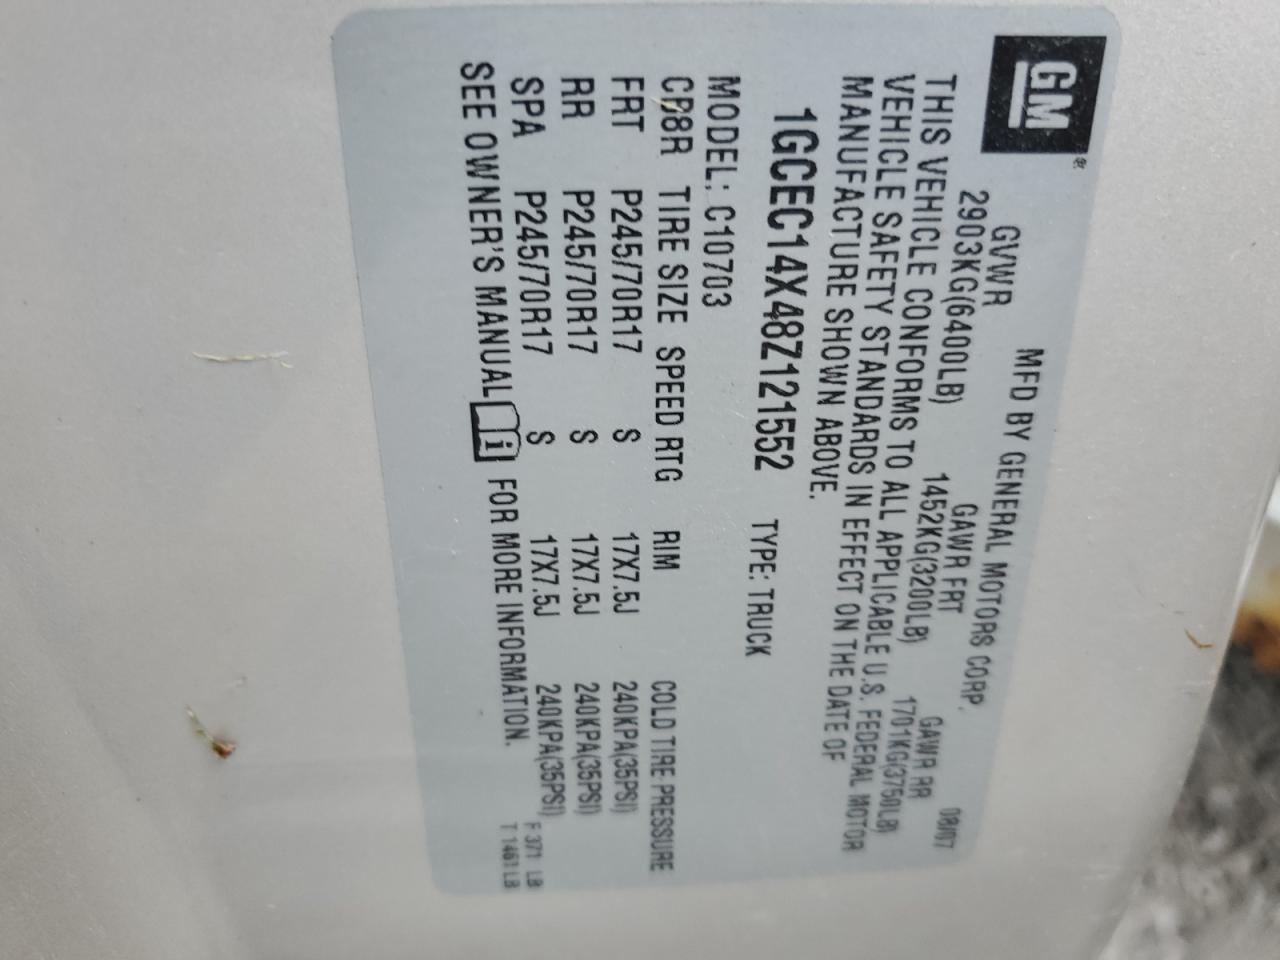 GM®
MFD BY GENERAL MOTORS CORP. 08/07
GVWR GAWR FRT GAWR RR
2903KG(6400LB) 1452KG(3200LB) 1701KG(3750LB)
THIS VEHICLE CONFORMS TO ALL APPLICABLE U.S. FEDERAL MOTOR
VEHICLE SAFETY STANDARDS IN EFFECT ON THE DATE OF
MANUFACTURE SHOWN ABOVE.
1GCEC14X48Z121552 TYPE: TRUCK
MODEL: C10703
CP8R TIRE SIZE SPEED RTG RIM COLD TIRE PRESSURE
FRT P245/70R17 S 17X7.5J 240KPA(35PSI)
RR P245/70R17 S 17X7.5J 240KPA(35PSI)
SPA P245/70R17 S 17X7.5J 240KPA(35PSI)
SEE OWNER'S MANUAL i FOR MORE INFORMATION.
F 371 LB
T 1461 LB